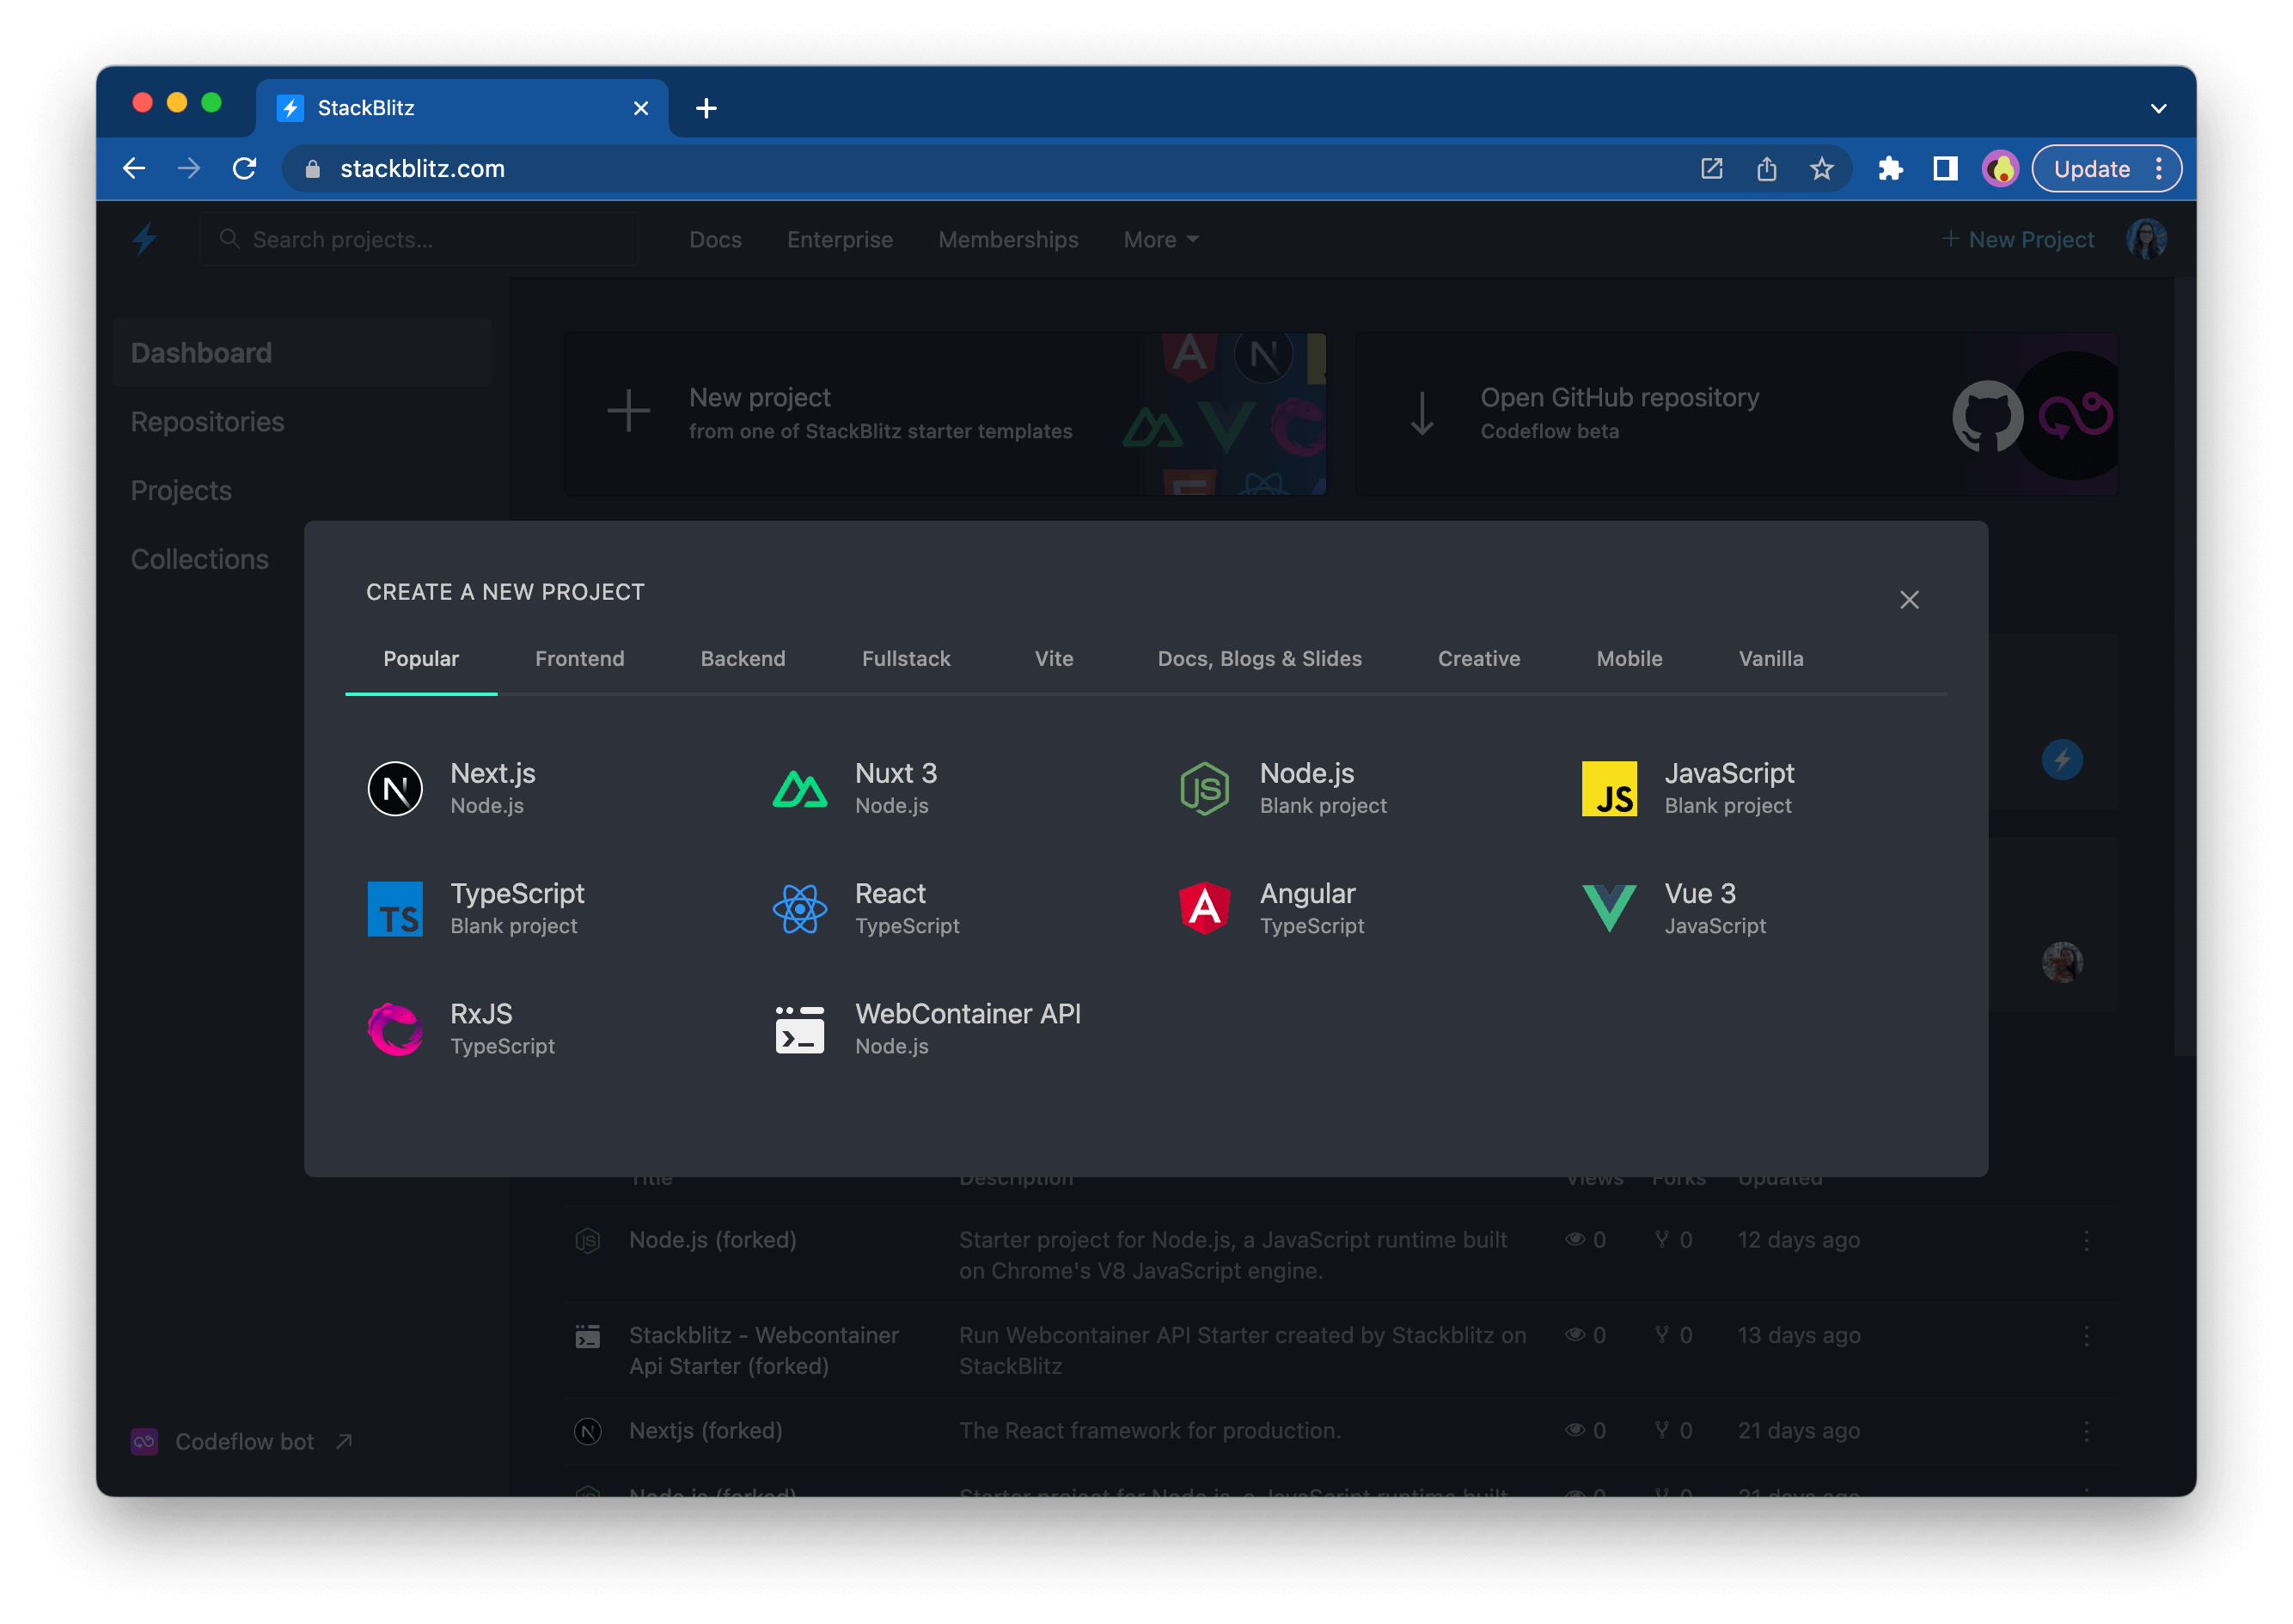 StackBlitz
stackblitz.com
Update
Search projects...
Docs
Enterprise
Memberships
More
New Project
Dashboard
Repositories
Projects
Collections
New project
from one of StackBlitz starter templates
Open GitHub repository
Codeflow beta
CREATE A NEW PROJECT
Popular
Frontend
Backend
Fullstack
Vite
Docs, Blogs & Slides
Creative
Mobile
Vanilla
Next.js
Node.js
Nuxt 3
Node.js
JS
Node.js
Blank project
JS
JavaScript
Blank project
TS
TypeScript
Blank project
React
TypeScript
Angular
TypeScript
Vue 3
JavaScript
RxJS
TypeScript
WebContainer API
Node.js
Title
Description
Views
Forks
Updated
Node.js (forked)
Starter project for Node.js, a JavaScript runtime built
on Chrome's V8 JavaScript engine.
0
0
12 days ago
Stackblitz - Webcontainer
Api Starter (forked)
Run Webcontainer API Starter created by Stackblitz on
StackBlitz
0
0
13 days ago
Nextjs (forked)
The React framework for production.
0
0
21 days ago
Node.js (forked)
Starter project for Node.js, a JavaScript runtime built
0
0
21 days ago
Codeflow bot